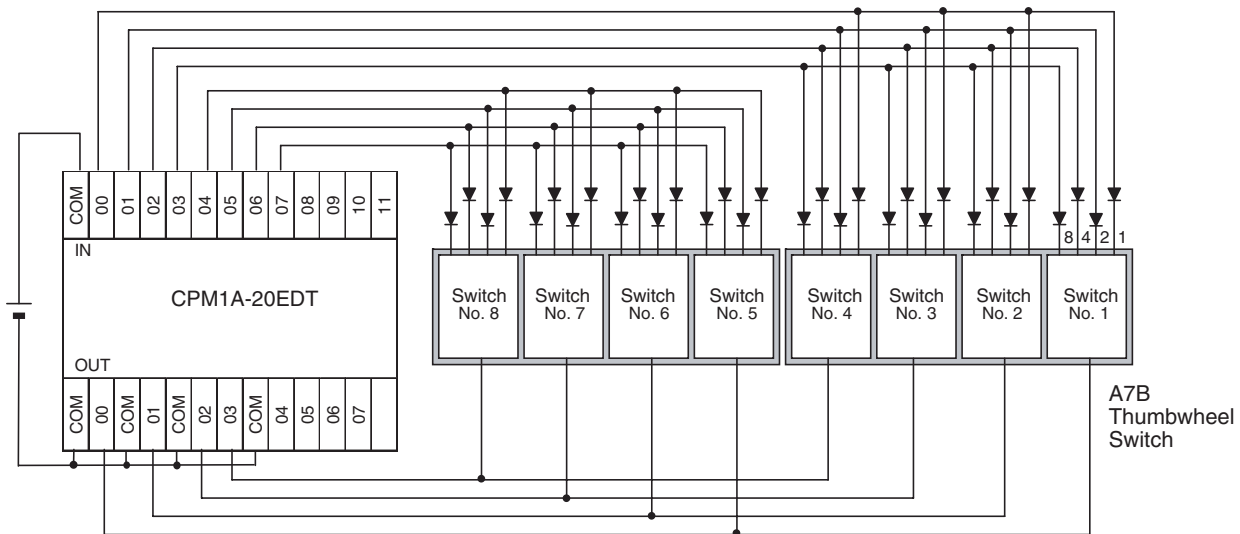 COM 00 01 02 03 04 05 06 07 08 09 10 11
IN
CPM1A-20EDT
OUT
COM 00 COM 01 COM 02 03 COM 04 05 06 07
8 4 2 1
Switch No. 8
Switch No. 7
Switch No. 6
Switch No. 5
Switch No. 4
Switch No. 3
Switch No. 2
Switch No. 1
A7B
Thumbwheel
Switch